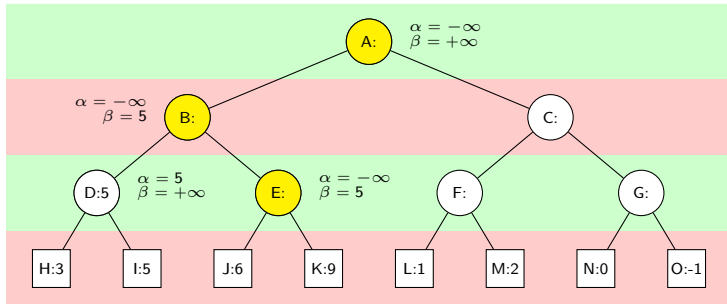 A:
α = −∞
β = +∞
α = −∞
β = 5
B:
C:
D:5
α = 5
β = +∞
E:
α = −∞
β = 5
F:
G:
H:3
I:5
J:6
K:9
L:1
M:2
N:0
O:-1